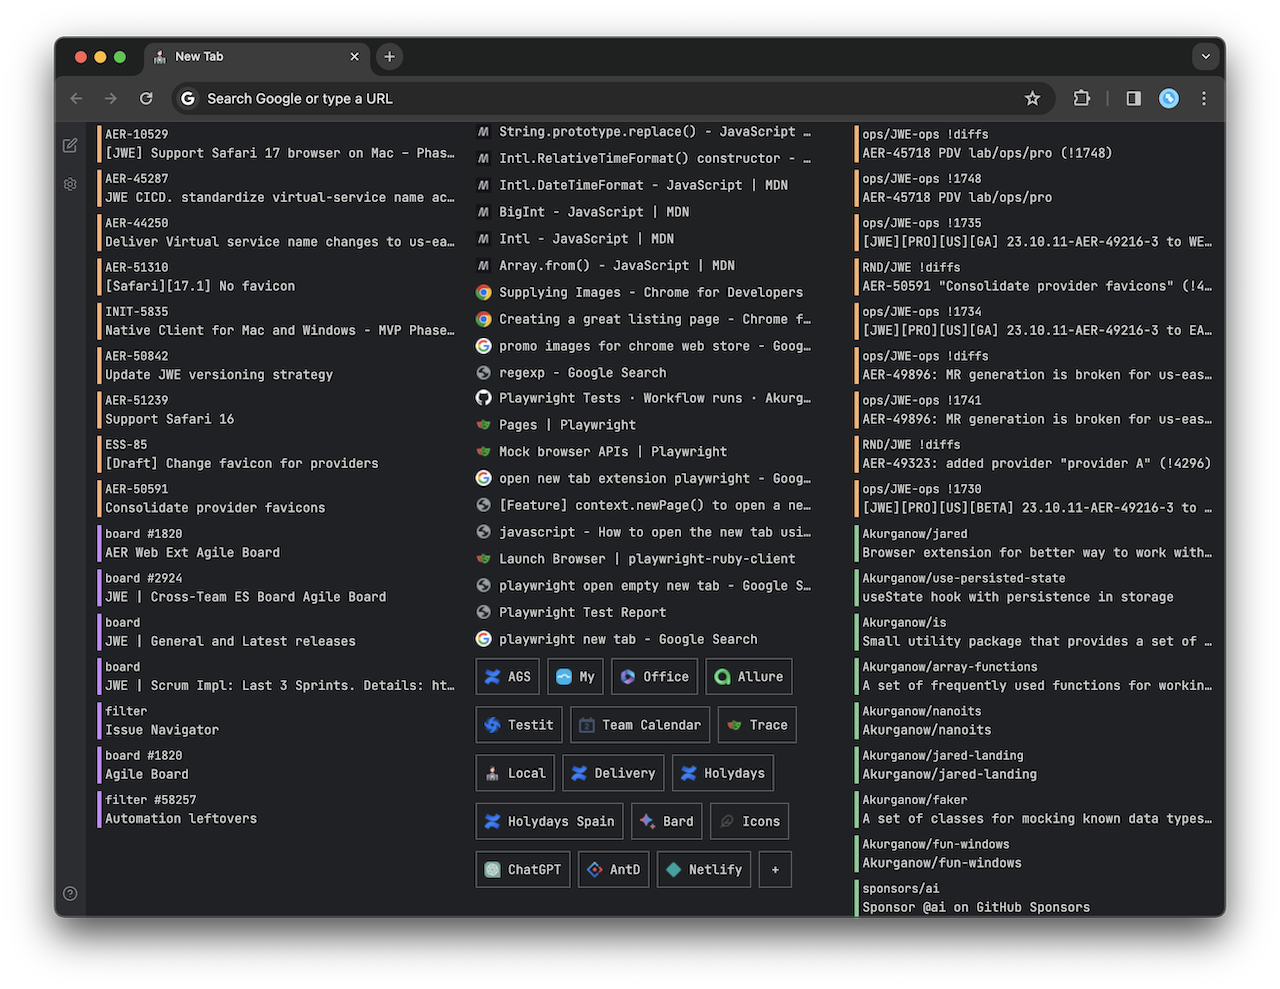 New Tab
Search Google or type a URL
AER-10529
[JWE] Support Safari 17 browser on Mac – Phas…
AER-45287
JWE CICD. standardize virtual-service name ac…
AER-44250
Deliver Virtual service name changes to us-ea…
AER-51310
[Safari][17.1] No favicon
INIT-5835
Native Client for Mac and Windows - MVP Phase…
AER-50842
Update JWE versioning strategy
AER-51239
Support Safari 16
ESS-85
[Draft] Change favicon for providers
AER-50591
Consolidate provider favicons
board #1820
AER Web Ext Agile Board
board #2924
JWE | Cross-Team ES Board Agile Board
board
JWE | General and Latest releases
board
JWE | Scrum Impl: Last 3 Sprints. Details: ht…
filter
Issue Navigator
board #1820
Agile Board
filter #58257
Automation leftovers
String.prototype.replace() - JavaScript …
Intl.RelativeTimeFormat() constructor - …
Intl.DateTimeFormat - JavaScript | MDN
BigInt - JavaScript | MDN
Intl - JavaScript | MDN
Array.from() - JavaScript | MDN
Supplying Images - Chrome for Developers
Creating a great listing page - Chrome f…
promo images for chrome web store - Goog…
regexp - Google Search
Playwright Tests · Workflow runs · Akurg…
Pages | Playwright
Mock browser APIs | Playwright
open new tab extension playwright - Goog…
[Feature] context.newPage() to open a ne…
javascript - How to open the new tab usi…
Launch Browser | playwright-ruby-client
playwright open empty new tab - Google S…
Playwright Test Report
playwright new tab - Google Search
AGS My Office Allure
Testit Team Calendar Trace
Local Delivery Holydays
Holydays Spain Bard Icons
ChatGPT AntD Netlify +
ops/JWE-ops !diffs
AER-45718 PDV lab/ops/pro (!1748)
ops/JWE-ops !1748
AER-45718 PDV lab/ops/pro
ops/JWE-ops !1735
[JWE][PRO][US][GA] 23.10.11-AER-49216-3 to WE…
RND/JWE !diffs
AER-50591 "Consolidate provider favicons" (!4…
ops/JWE-ops !1734
[JWE][PRO][US][GA] 23.10.11-AER-49216-3 to EA…
ops/JWE-ops !diffs
AER-49896: MR generation is broken for us-eas…
ops/JWE-ops !1741
AER-49896: MR generation is broken for us-eas…
RND/JWE !diffs
AER-49323: added provider "provider A" (!4296)
ops/JWE-ops !1730
[JWE][PRO][US][BETA] 23.10.11-AER-49216-3 to …
Akurganow/jared
Browser extension for better way to work with…
Akurganow/use-persisted-state
useState hook with persistence in storage
Akurganow/is
Small utility package that provides a set of …
Akurganow/array-functions
A set of frequently used functions for workin…
Akurganow/nanoits
Akurganow/nanoits
Akurganow/jared-landing
Akurganow/jared-landing
Akurganow/faker
A set of classes for mocking known data types…
Akurganow/fun-windows
Akurganow/fun-windows
sponsors/ai
Sponsor @ai on GitHub Sponsors